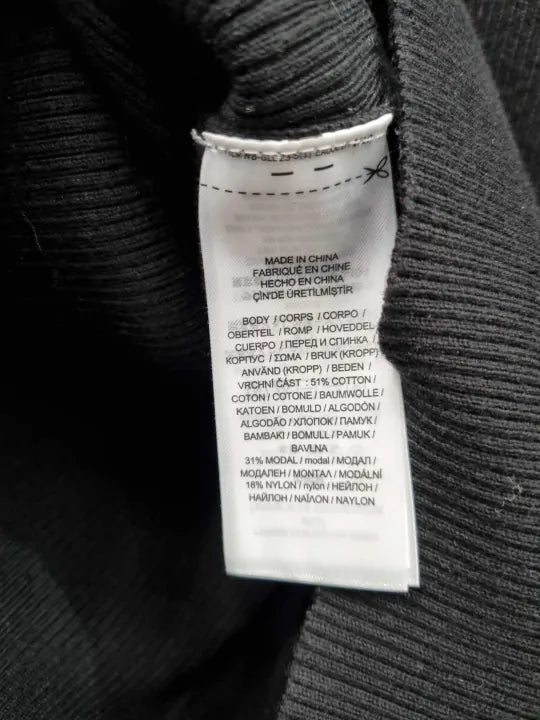 MADE IN CHINA
FABRIQUÉ EN CHINE
HECHO EN CHINA
ÇİN'DE ÜRETİLMİŞTİR
BODY / CORPS / CORPO /
OBERTEIL / ROMP / HOVEDDEL
CUERPO / ПЕРЕД И СПИНКА /
КОРПУС / ΣΩΜΑ / BRUK (KROPP)
ANVÄND (KROPP) / BEDEN /
VRCHNÍ ČÁST : 51% COTTON /
COTON / COTONE / BAUMWOLLE /
KATOEN / BOMULD / ALGODÓN /
ALGODÃO / ХЛОПОК / ПАМУК /
ΒΑΜΒΑΚΙ / BOMULL / PAMUK /
BAVLNA
31% MODAL / modal / МОДАЛ /
МОДАЛЕН / ΜΟΝΤΑΛ / MODÁLNÍ
18% NYLON / nylon / НЕЙЛОН /
НАЙЛОН / ΝΑΪΛΟΝ / NAYLON